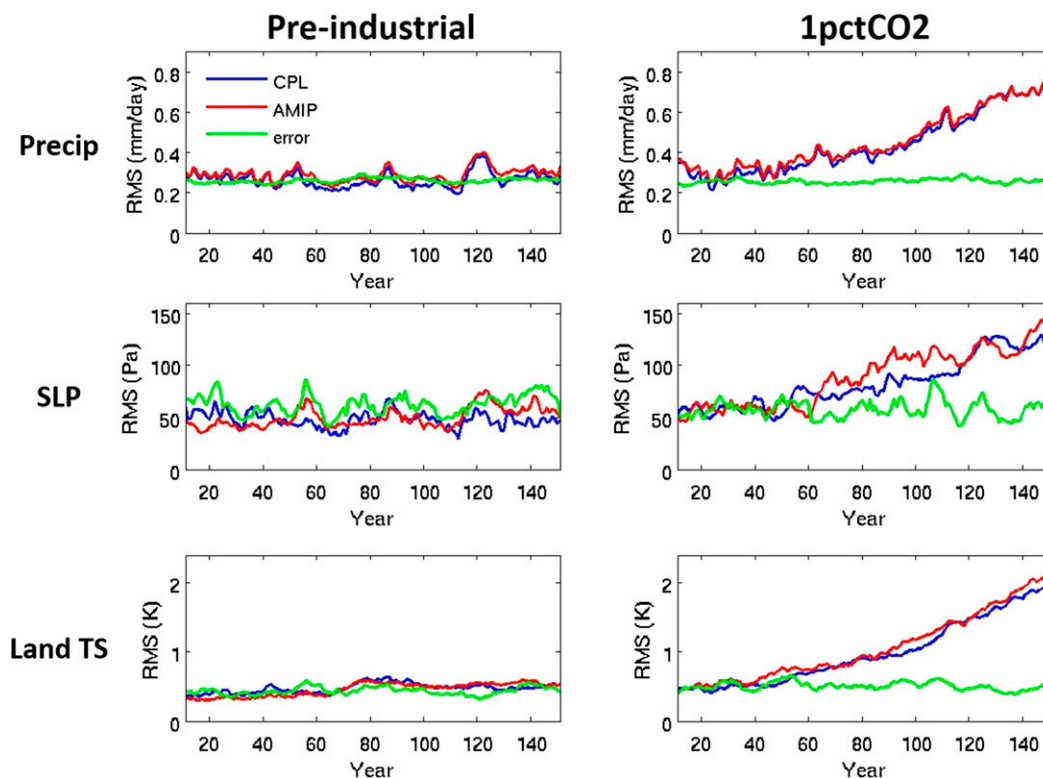 Pre-industrial
1pctCO2
Precip
RMS (mm/day)
0.8
0.6
0.4
0.2
0
CPL
AMIP
error
20 40 60 80 100 120 140
Year
RMS (mm/day)
0.8
0.6
0.4
0.2
0
20 40 60 80 100 120 140
Year
SLP
RMS (Pa)
150
100
50
0
20 40 60 80 100 120 140
Year
RMS (Pa)
150
100
50
0
20 40 60 80 100 120 140
Year
Land TS
RMS (K)
2
1
0
20 40 60 80 100 120 140
Year
RMS (K)
2
1
0
20 40 60 80 100 120 140
Year